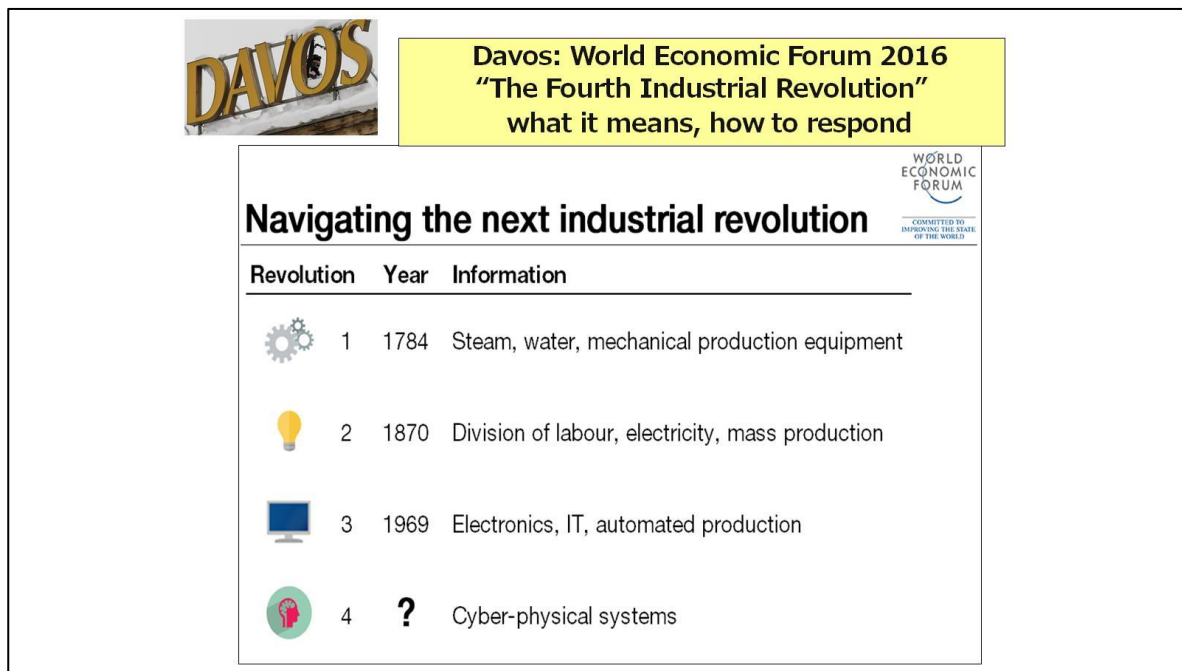 DAVOS
Davos: World Economic Forum 2016
“The Fourth Industrial Revolution”
what it means, how to respond
WORLD
ECONOMIC
FORUM
COMMITTED TO
IMPROVING THE STATE
OF THE WORLD
Navigating the next industrial revolution
Revolution Year Information
1 1784 Steam, water, mechanical production equipment
2 1870 Division of labour, electricity, mass production
3 1969 Electronics, IT, automated production
4 ? Cyber-physical systems